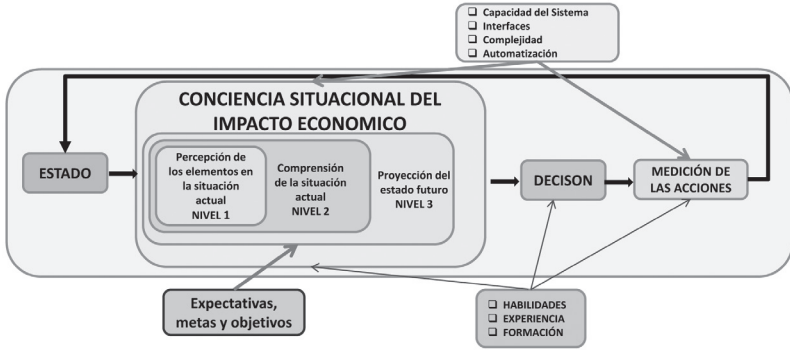 ❑ Capacidad del Sistema
❑ Interfaces
❑ Complejidad
❑ Automatización
CONCIENCIA SITUACIONAL DEL
IMPACTO ECONOMICO
ESTADO
Percepción de
los elementos en
la situación
actual
NIVEL 1
Comprensión
de la situación
actual
NIVEL 2
Proyección del
estado futuro
NIVEL 3
DECISON
MEDICIÓN DE
LAS ACCIONES
Expectativas,
metas y objetivos
❑ HABILIDADES
❑ EXPERIENCIA
❑ FORMACIÓN